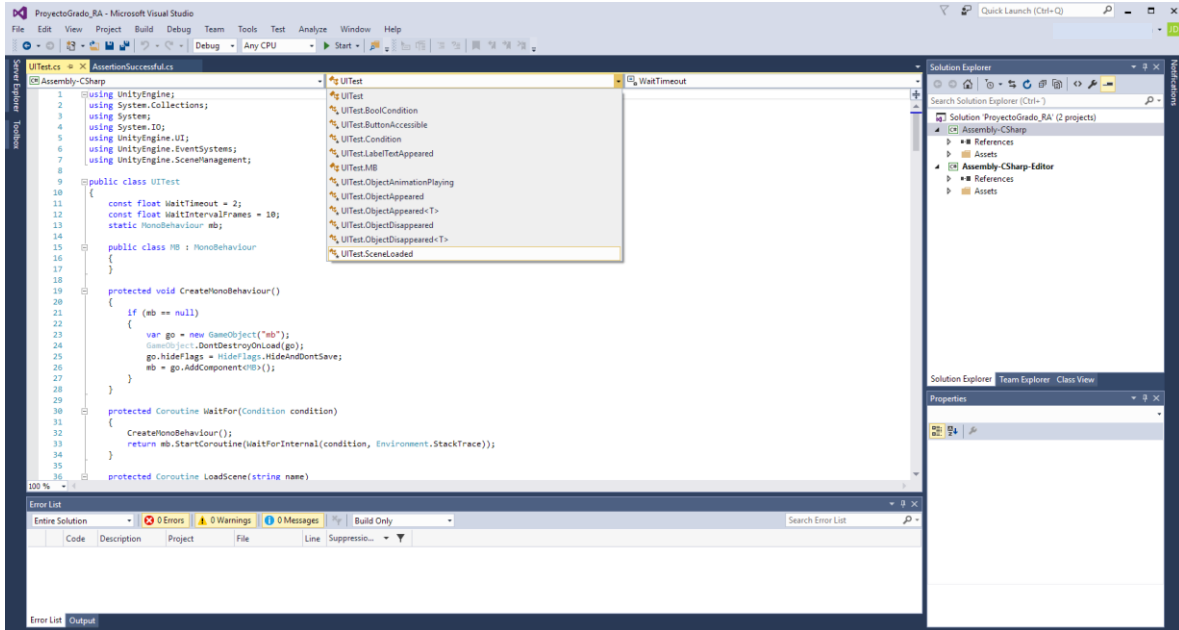 ProyectoGrado_RA - Microsoft Visual Studio
Quick Launch (Ctrl+Q)
File Edit View Project Build Debug Team Tools Test Analyze Window Help
JD
Debug Any CPU Start
Server Explorer
Toolbox
UITest.cs AssertionSuccessful.cs
Assembly-CSharp UITest WaitTimeout
UITest
UITest.BoolCondition
UITest.ButtonAccessible
UITest.Condition
UITest.LabelTextAppeared
UITest.MB
UITest.ObjectAnimationPlaying
UITest.ObjectAppeared
UITest.ObjectAppeared<T>
UITest.ObjectDisappeared
UITest.ObjectDisappeared<T>
UITest.SceneLoaded
1 using UnityEngine;
2 using System.Collections;
3 using System;
4 using System.IO;
5 using UnityEngine.UI;
6 using UnityEngine.EventSystems;
7 using UnityEngine.SceneManagement;
8
9 public class UITest
10 {
11 const float WaitTimeout = 2;
12 const float WaitIntervalFrames = 10;
13 static MonoBehaviour mb;
14
15 public class MB : MonoBehaviour
16 {
17 }
18
19 protected void CreateMonoBehaviour()
20 {
21 if (mb == null)
22 {
23 var go = new GameObject("mb");
24 GameObject.DontDestroyOnLoad(go);
25 go.hideFlags = HideFlags.HideAndDontSave;
26 mb = go.AddComponent<MB>();
27 }
28 }
29
30 protected Coroutine WaitFor(Condition condition)
31 {
32 CreateMonoBehaviour();
33 return mb.StartCoroutine(WaitForInternal(condition, Environment.StackTrace));
34 }
35
36 protected Coroutine LoadScene(string name)
100 %
Error List
Entire Solution 0 Errors 0 Warnings 0 Messages Build Only Search Error List
Code Description Project File Line Suppressio...
Error List Output
Solution Explorer
Search Solution Explorer (Ctrl+')
Solution 'ProyectoGrado_RA' (2 projects)
Assembly-CSharp
References
Assets
Assembly-CSharp-Editor
References
Assets
Solution Explorer Team Explorer Class View
Properties
Notifications